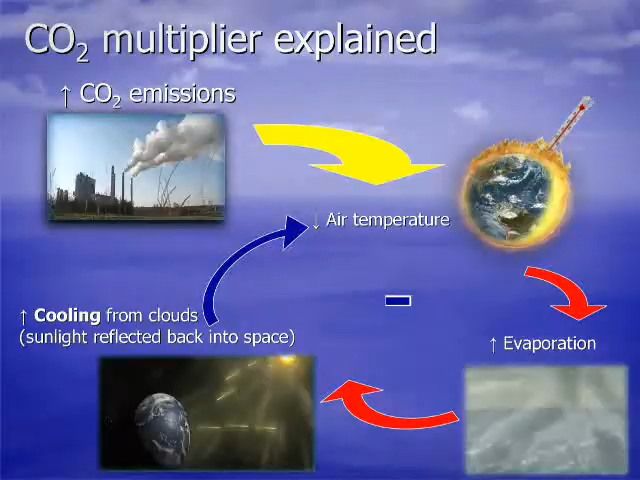 CO₂ multiplier explained
↑ CO₂ emissions
↓ Air temperature
↑ Cooling from clouds
(sunlight reflected back into space)
↑ Evaporation